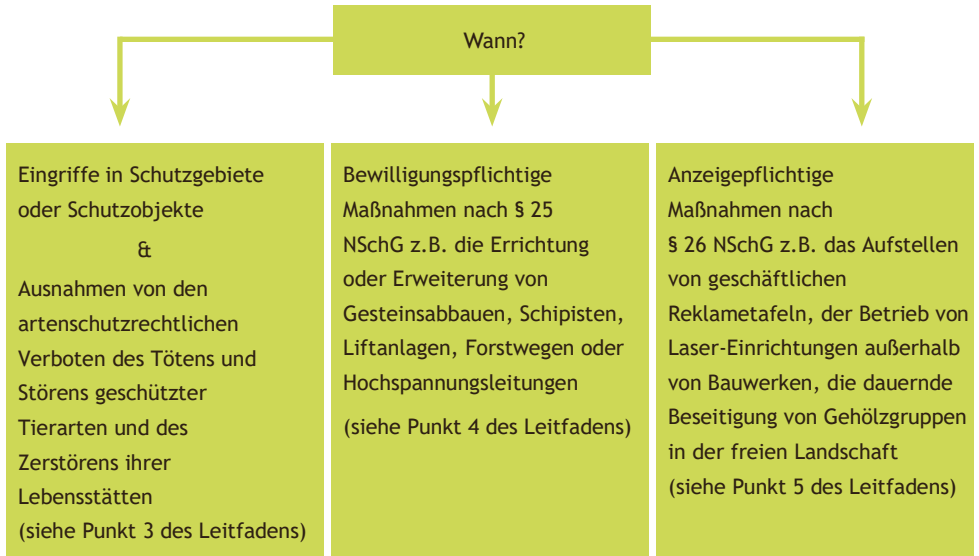 Wann?
Eingriffe in Schutzgebiete
oder Schutzobjekte
&
Ausnahmen von den
artenschutzrechtlichen
Verboten des Tötens und
Störens geschützter
Tierarten und des
Zerstörens ihrer
Lebensstätten
(siehe Punkt 3 des Leitfadens)
Bewilligungspflichtige
Maßnahmen nach § 25
NSchG z.B. die Errichtung
oder Erweiterung von
Gesteinsabbauen, Schipisten,
Liftanlagen, Forstwegen oder
Hochspannungsleitungen
(siehe Punkt 4 des Leitfadens)
Anzeigepflichtige
Maßnahmen nach
§ 26 NSchG z.B. das Aufstellen
von geschäftlichen
Reklametafeln, der Betrieb von
Laser-Einrichtungen außerhalb
von Bauwerken, die dauernde
Beseitigung von Gehölzgruppen
in der freien Landschaft
(siehe Punkt 5 des Leitfadens)